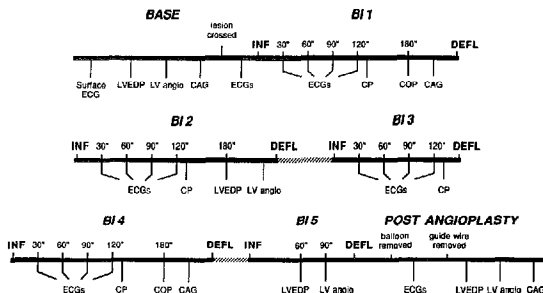 BASE BI 1
lesion crossed
INF 30" 60" 90" 120" 180" DEFL
Surface ECG LVEDP LV angio CAG ECGs ECGs CP COP CAG
BI 2 BI 3
INF 30" 60" 90" 120" 180" DEFL INF 30" 60" 90" 120" DEFL
ECGs CP LVEDP LV angio ECGs CP
BI 4 BI 5 POST ANGIOPLASTY
balloon removed guide wire removed
INF 30" 60" 90" 120" 180" DEFL INF 60" 90" DEFL
ECGs CP COP CAG LVEDP LV angio ECGs LVEDP LV angio CAG